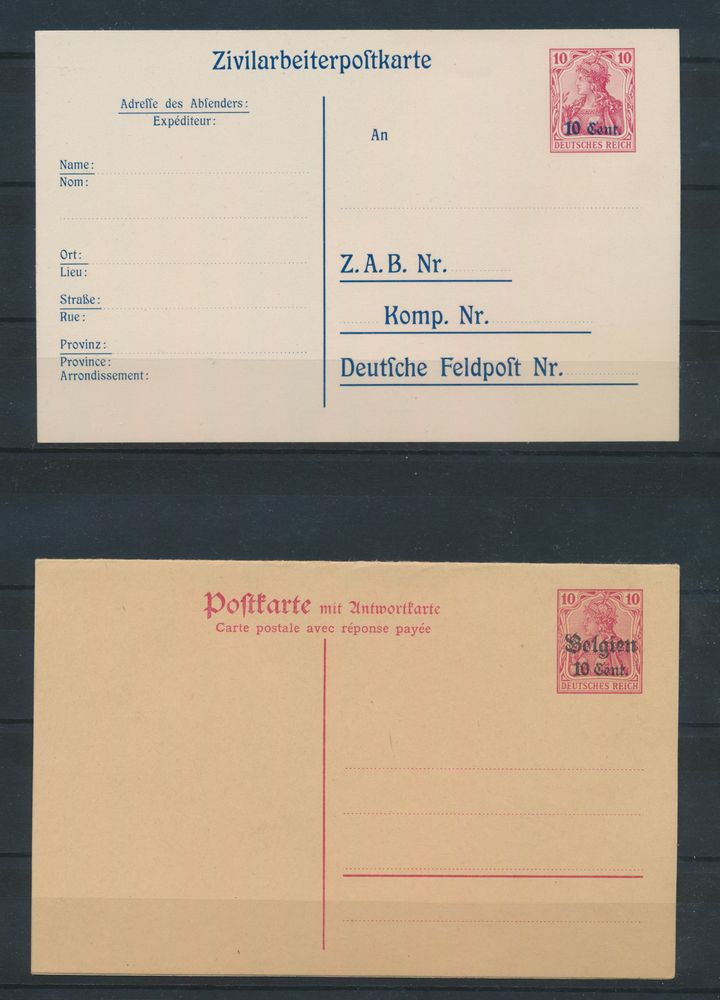 Zivilarbeiterpoſtkarte
Adreſſe des Abſenders:
Expéditeur:
Name:
Nom:
Ort:
Lieu:
Straße:
Rue:
Provinz:
Province:
Arrondissement:
10 10
10 Cent.
DEUTSCHES REICH
An
Z. A. B. Nr.
Komp. Nr.
Deutſche Feldpoſt Nr.
Poſtkarte mit Antwortkarte
Carte postale avec réponse payée
10 10
Belgien
10 Cent.
DEUTSCHES REICH